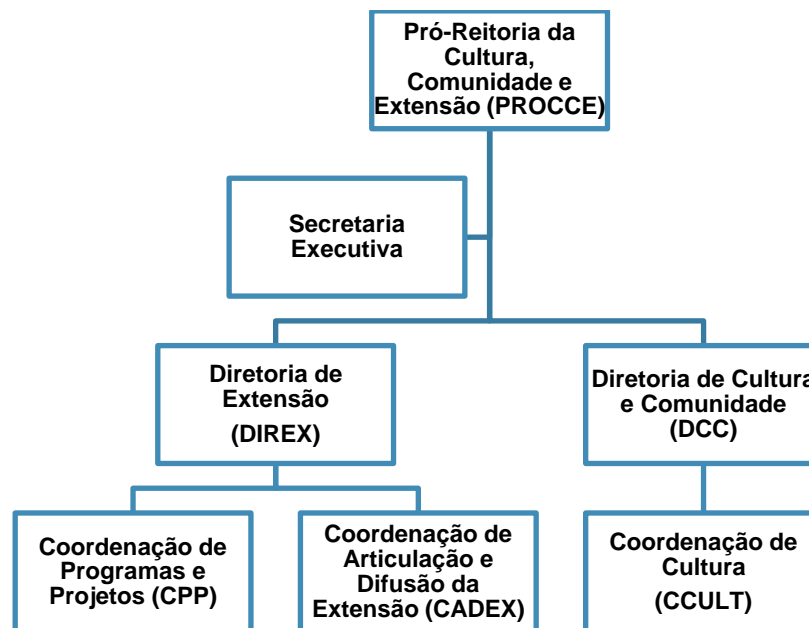 Pró-Reitoria da
Cultura,
Comunidade e
Extensão (PROCCE)
Secretaria
Executiva
Diretoria de
Extensão
(DIREX)
Diretoria de Cultura
e Comunidade
(DCC)
Coordenação de
Programas e
Projetos (CPP)
Coordenação de
Articulação e
Difusão da
Extensão (CADEX)
Coordenação de
Cultura
(CCULT)